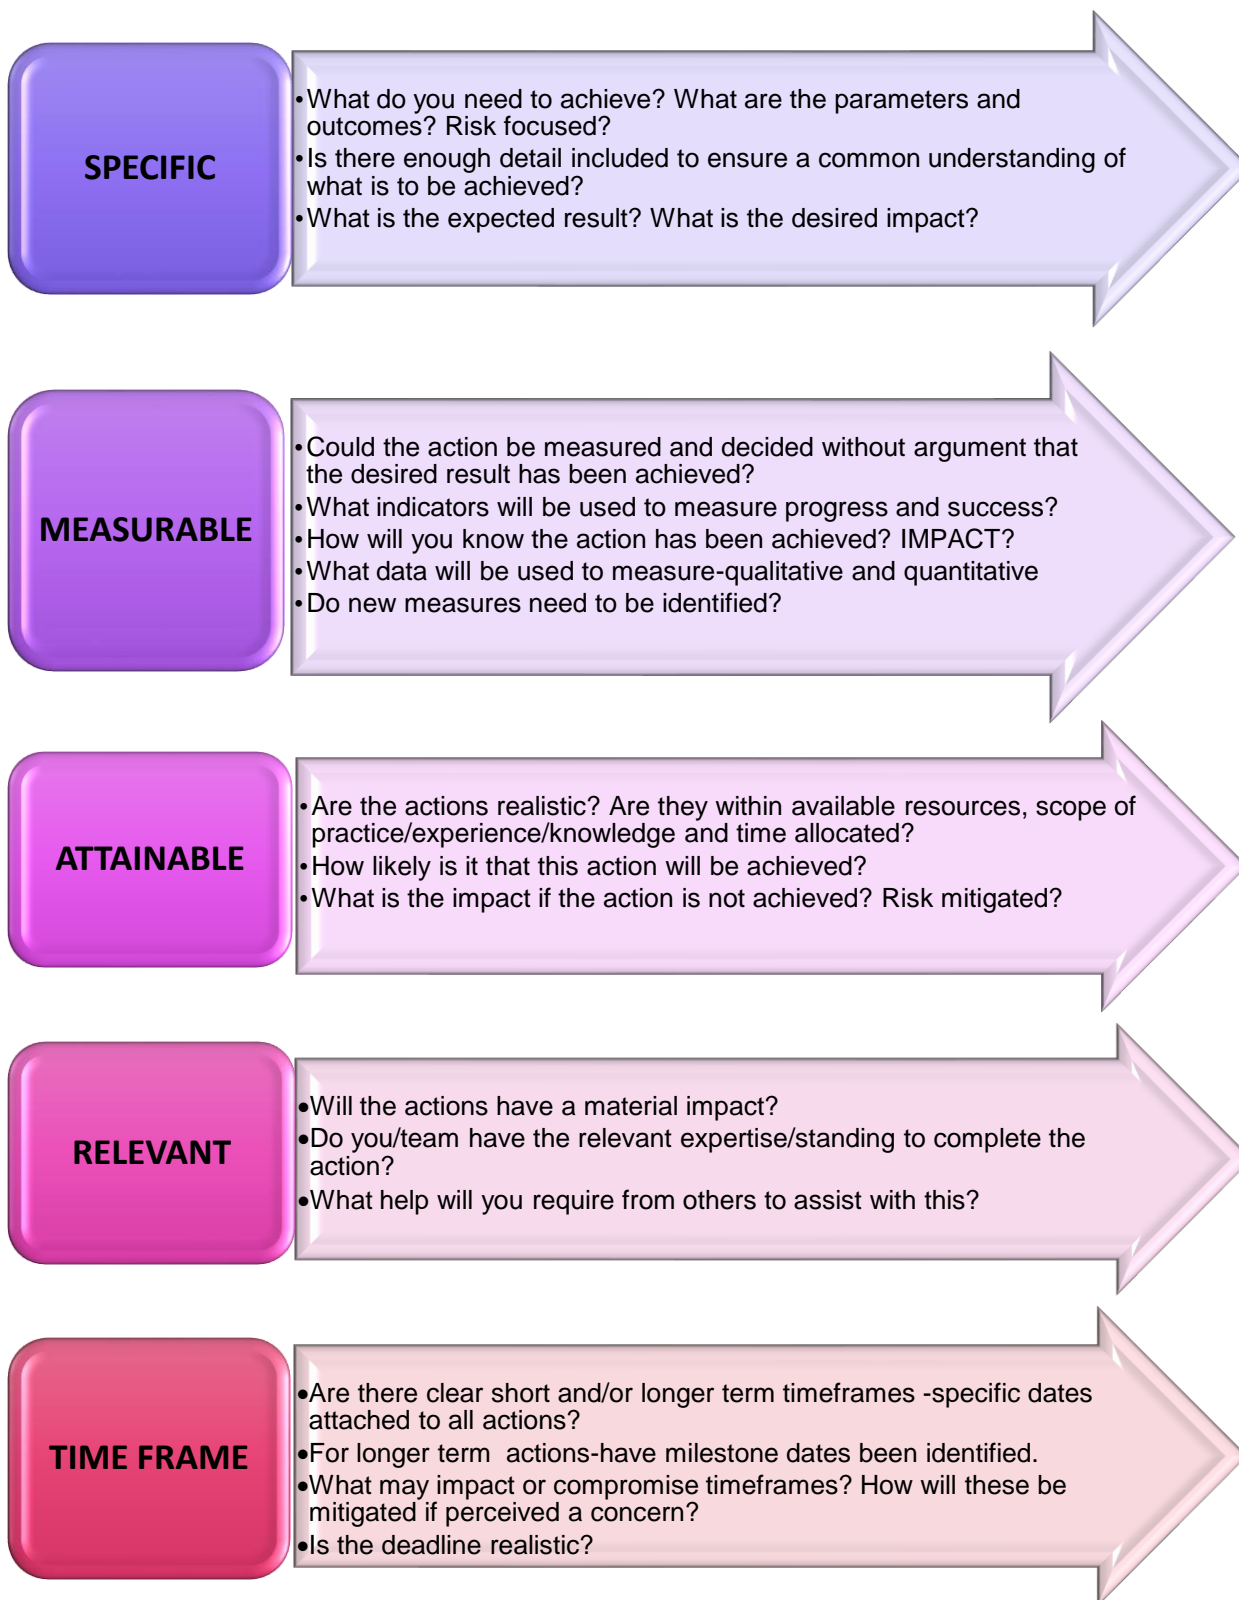 SPECIFIC
•What do you need to achieve? What are the parameters and
outcomes? Risk focused?
•Is there enough detail included to ensure a common understanding of
what is to be achieved?
•What is the expected result? What is the desired impact?
MEASURABLE
•Could the action be measured and decided without argument that
the desired result has been achieved?
•What indicators will be used to measure progress and success?
•How will you know the action has been achieved? IMPACT?
•What data will be used to measure-qualitative and quantitative
•Do new measures need to be identified?
ATTAINABLE
•Are the actions realistic? Are they within available resources, scope of
practice/experience/knowledge and time allocated?
•How likely is it that this action will be achieved?
•What is the impact if the action is not achieved? Risk mitigated?
RELEVANT
•Will the actions have a material impact?
•Do you/team have the relevant expertise/standing to complete the
action?
•What help will you require from others to assist with this?
TIME FRAME
•Are there clear short and/or longer term timeframes -specific dates
attached to all actions?
•For longer term  actions-have milestone dates been identified.
•What may impact or compromise timeframes? How will these be
mitigated if perceived a concern?
•Is the deadline realistic?